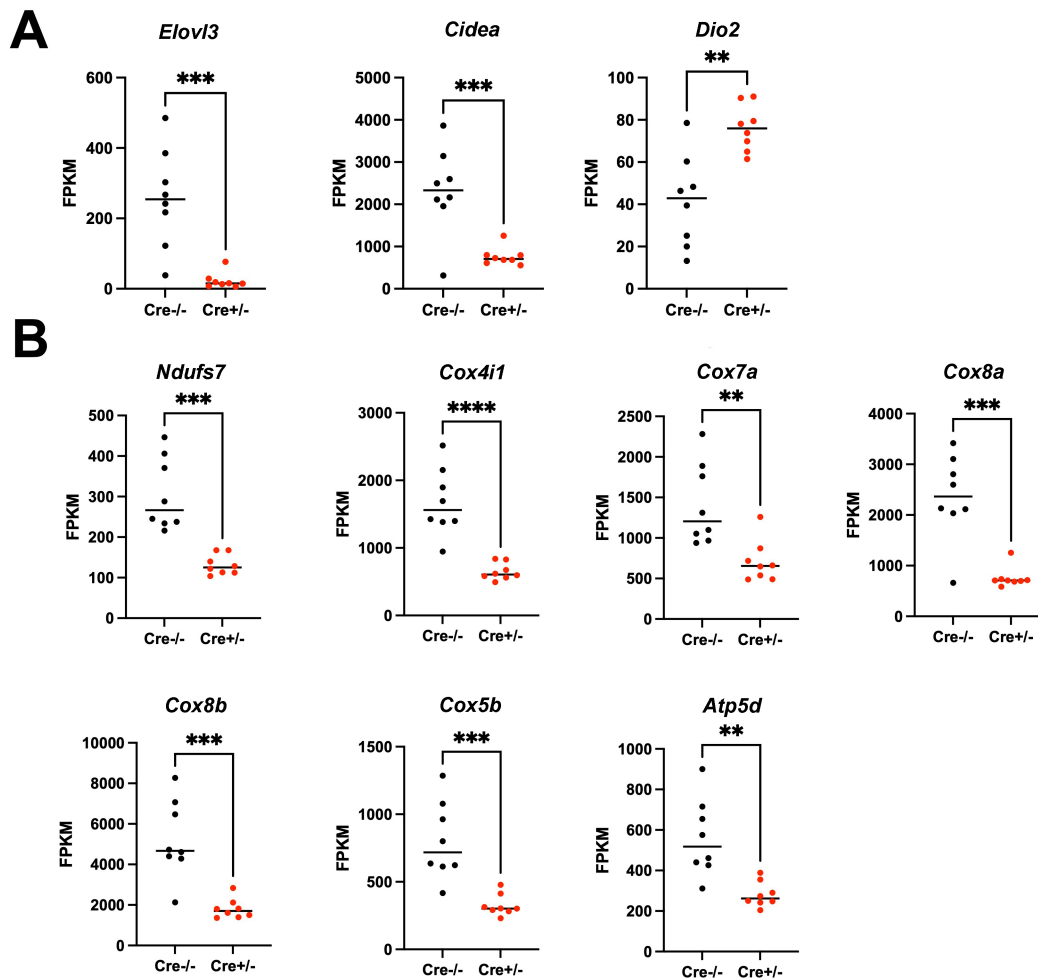 A
Elovl3
Cidea
Dio2
***
***
**
FPKM
600
400
200
0
Cre-/-
Cre+/-
FPKM
5000
4000
3000
2000
1000
0
Cre-/-
Cre+/-
FPKM
100
80
60
40
20
0
Cre-/-
Cre+/-
B
Ndufs7
***
FPKM
500
400
300
200
100
0
Cre-/-
Cre+/-
Cox4i1
****
FPKM
3000
2000
1000
0
Cre-/-
Cre+/-
Cox7a
**
FPKM
2500
2000
1500
1000
500
0
Cre-/-
Cre+/-
Cox8a
***
FPKM
4000
3000
2000
1000
0
Cre-/-
Cre+/-
Cox8b
***
FPKM
10000
8000
6000
4000
2000
0
Cre-/-
Cre+/-
Cox5b
***
FPKM
1500
1000
500
0
Cre-/-
Cre+/-
Atp5d
**
FPKM
1000
800
600
400
200
0
Cre-/-
Cre+/-